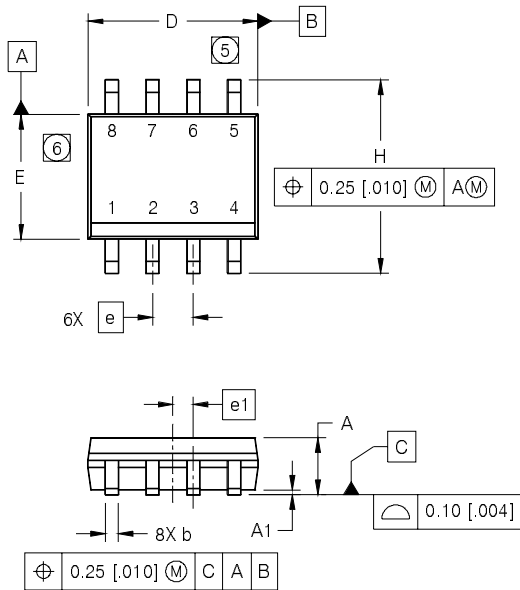 D
B
5
A
8 7 6 5
6
E
H
⌖ 0.25 [.010] Ⓜ AⓂ
1 2 3 4
6X e
e1
A
C
A1
0.10 [.004]
8X b
⌖ 0.25 [.010] Ⓜ C A B